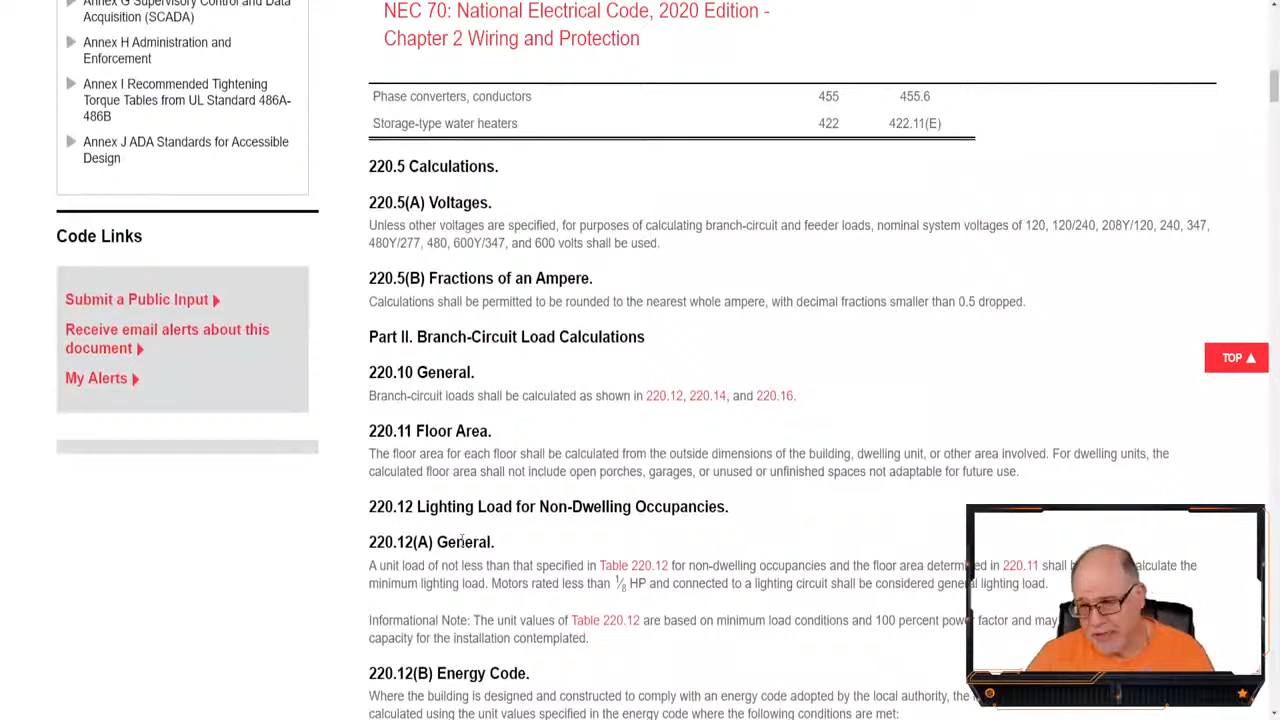 Annex G Supervisory Control and Data
Acquisition (SCADA)
Annex H Administration and
Enforcement
Annex I Recommended Tightening
Torque Tables from UL Standard 486A-
486B
Annex J ADA Standards for Accessible
Design
Code Links
Submit a Public Input
Receive email alerts about this
document
My Alerts
NEC 70: National Electrical Code, 2020 Edition -
Chapter 2 Wiring and Protection
Phase converters, conductors 455 455.6
Storage-type water heaters 422 422.11(E)
220.5 Calculations.
220.5(A) Voltages.
Unless other voltages are specified, for purposes of calculating branch-circuit and feeder loads, nominal system voltages of 120, 120/240, 208Y/120, 240, 347,
480Y/277, 480, 600Y/347, and 600 volts shall be used.
220.5(B) Fractions of an Ampere.
Calculations shall be permitted to be rounded to the nearest whole ampere, with decimal fractions smaller than 0.5 dropped.
Part II. Branch-Circuit Load Calculations
220.10 General.
Branch-circuit loads shall be calculated as shown in 220.12, 220.14, and 220.16.
220.11 Floor Area.
The floor area for each floor shall be calculated from the outside dimensions of the building, dwelling unit, or other area involved. For dwelling units, the
calculated floor area shall not include open porches, garages, or unused or unfinished spaces not adaptable for future use.
220.12 Lighting Load for Non-Dwelling Occupancies.
220.12(A) General.
A unit load of not less than that specified in Table 220.12 for non-dwelling occupancies and the floor area determined in 220.11 shall the
minimum lighting load. Motors rated less than 1/8 HP and connected to a lighting circuit shall be considered general lighting load.
Informational Note: The unit values of Table 220.12 are based on minimum load conditions and 100 percent power factor and may
capacity for the installation contemplated.
220.12(B) Energy Code.
Where the building is designed and constructed to comply with an energy code adopted by the local authority, the
calculated using the unit values specified in the energy code where the following conditions are met:
TOP